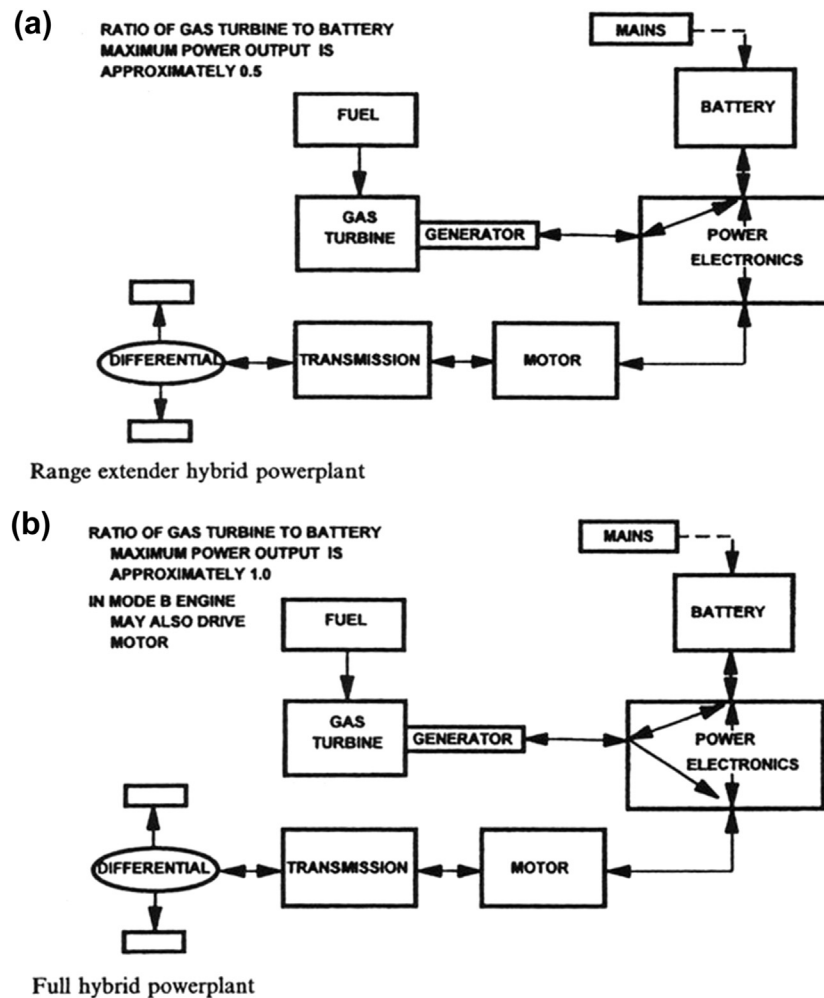 (a)
RATIO OF GAS TURBINE TO BATTERY
MAXIMUM POWER OUTPUT IS
APPROXIMATELY 0.5
MAINS
BATTERY
FUEL
GAS
TURBINE
GENERATOR
POWER
ELECTRONICS
DIFFERENTIAL
TRANSMISSION
MOTOR
Range extender hybrid powerplant
(b)
RATIO OF GAS TURBINE TO BATTERY
MAXIMUM POWER OUTPUT IS
APPROXIMATELY 1.0
IN MODE B ENGINE
MAY ALSO DRIVE
MOTOR
MAINS
BATTERY
FUEL
GAS
TURBINE
GENERATOR
POWER
ELECTRONICS
DIFFERENTIAL
TRANSMISSION
MOTOR
Full hybrid powerplant